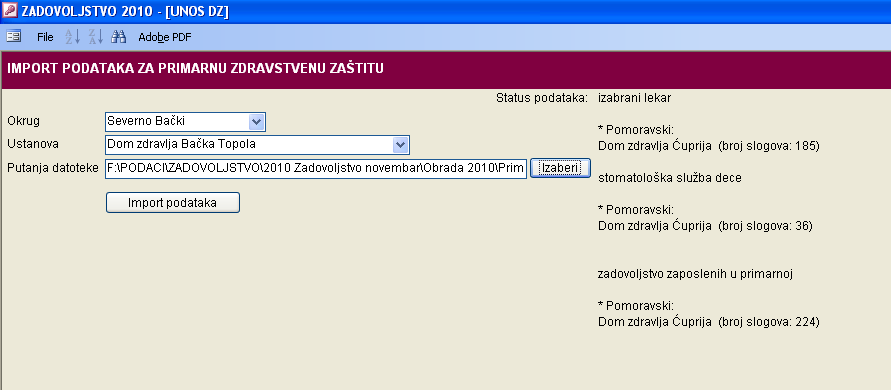 ZADOVOLJSTVO 2010 - [UNOS DZ]
File Adobe PDF
IMPORT PODATAKA ZA PRIMARNU ZDRAVSTVENU ZAŠTITU
Status podataka: izabrani lekar
Okrug Severno Bački
* Pomoravski:
Ustanova Dom zdravlja Bačka Topola
Dom zdravlja Ćuprija (broj slogova: 185)
Putanja datoteke F:\PODACI\ZADOVOLJSTVO\2010 Zadovoljstvo novembar\Obrada 2010\Prim Izaberi
stomatološka služba dece
Import podataka
* Pomoravski:
Dom zdravlja Ćuprija (broj slogova: 36)
zadovoljstvo zaposlenih u primarnoj
* Pomoravski:
Dom zdravlja Ćuprija (broj slogova: 224)